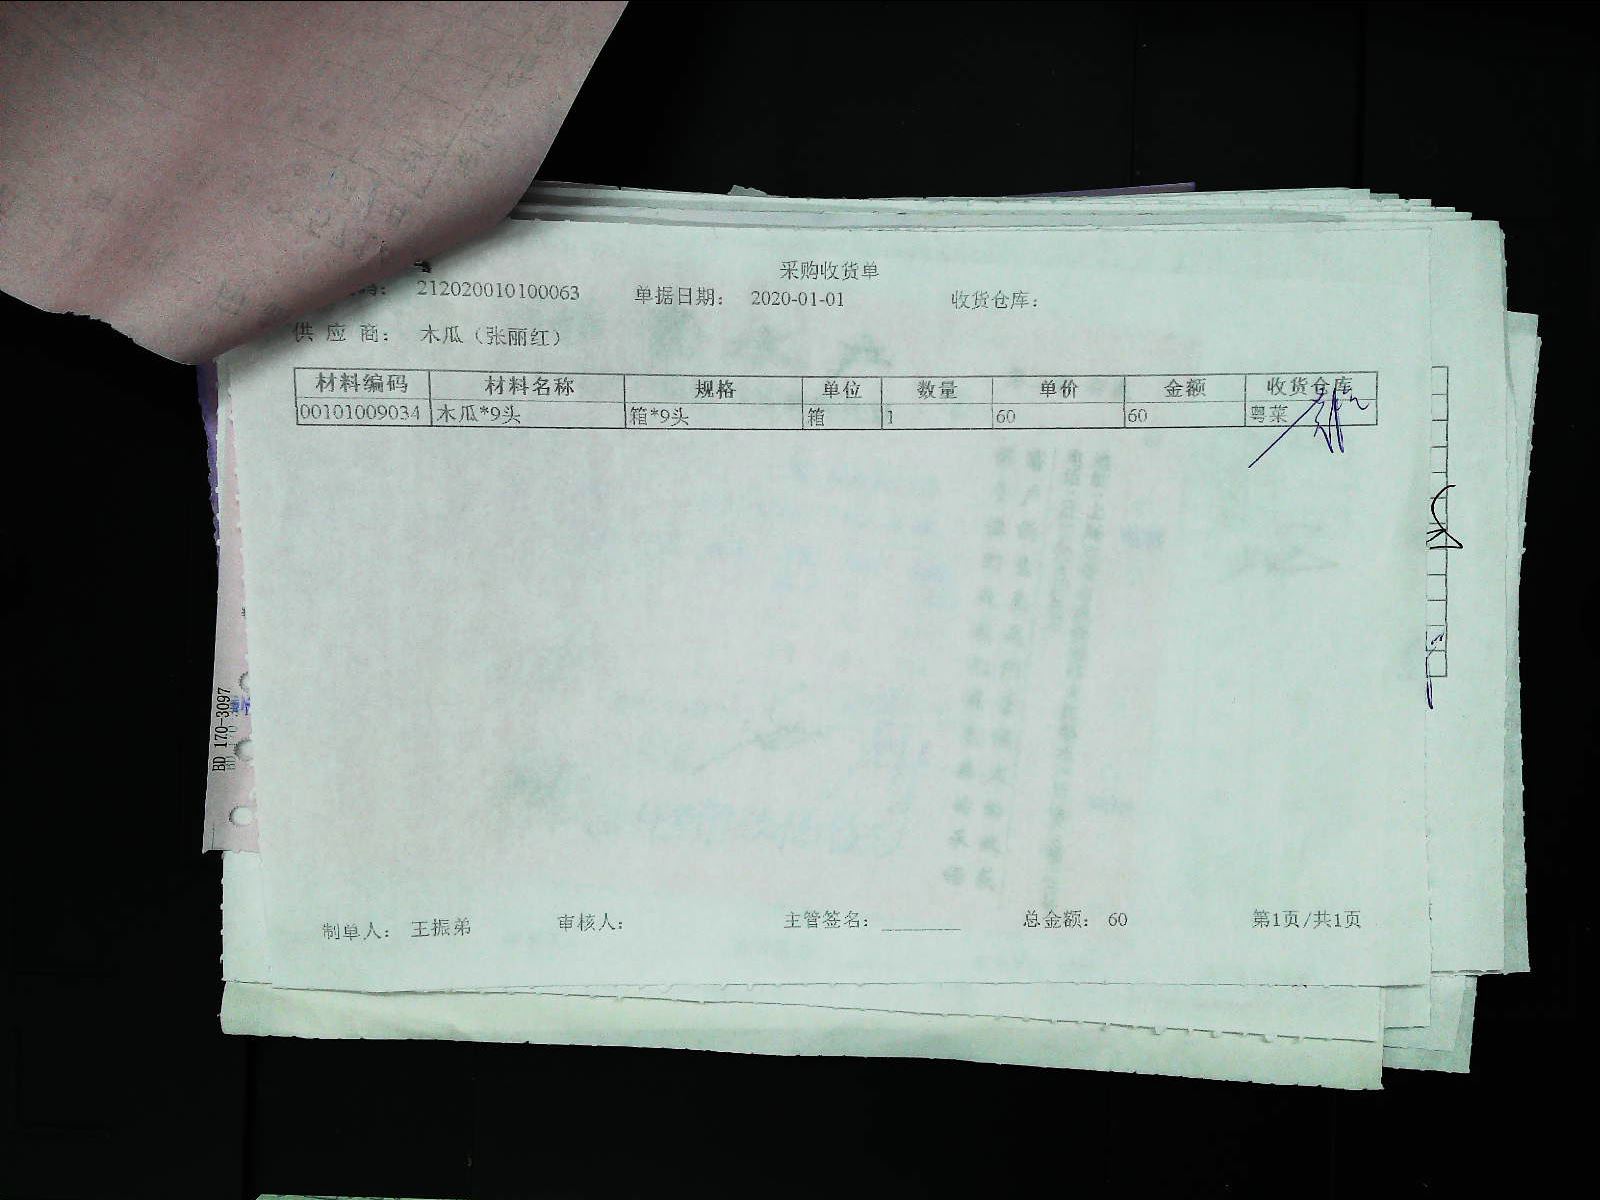 采购收货单
码： 212020010100063 单据日期： 2020-01-01 收货仓库：
供 应 商： 木瓜（张丽红）
材料编码 材料名称 规格 单位 数量 单价 金额 收货仓库
00101009034 木瓜*9头 箱*9头 箱 1 60 60 粤菜
制单人： 王振弟 审核人： 主管签名： 总金额： 60 第1页/共1页
BD 170-3097